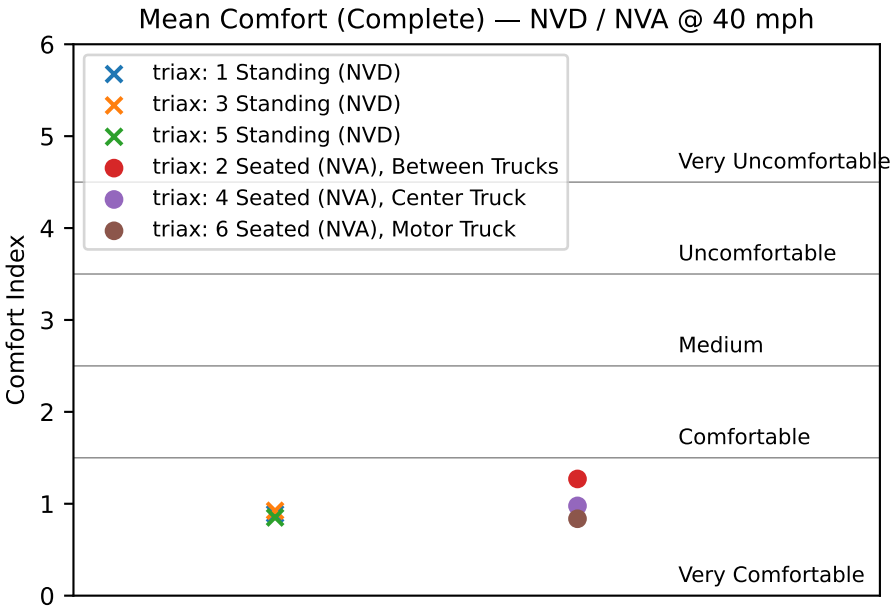 Mean Comfort (Complete) — NVD / NVA @ 40 mph
6
triax: 1 Standing (NVD)
triax: 3 Standing (NVD)
triax: 5 Standing (NVD)
triax: 2 Seated (NVA), Between Trucks
triax: 4 Seated (NVA), Center Truck
triax: 6 Seated (NVA), Motor Truck
5
Very Uncomfortable
4
Uncomfortable
Comfort Index
3
Medium
2
Comfortable
1
Very Comfortable
0